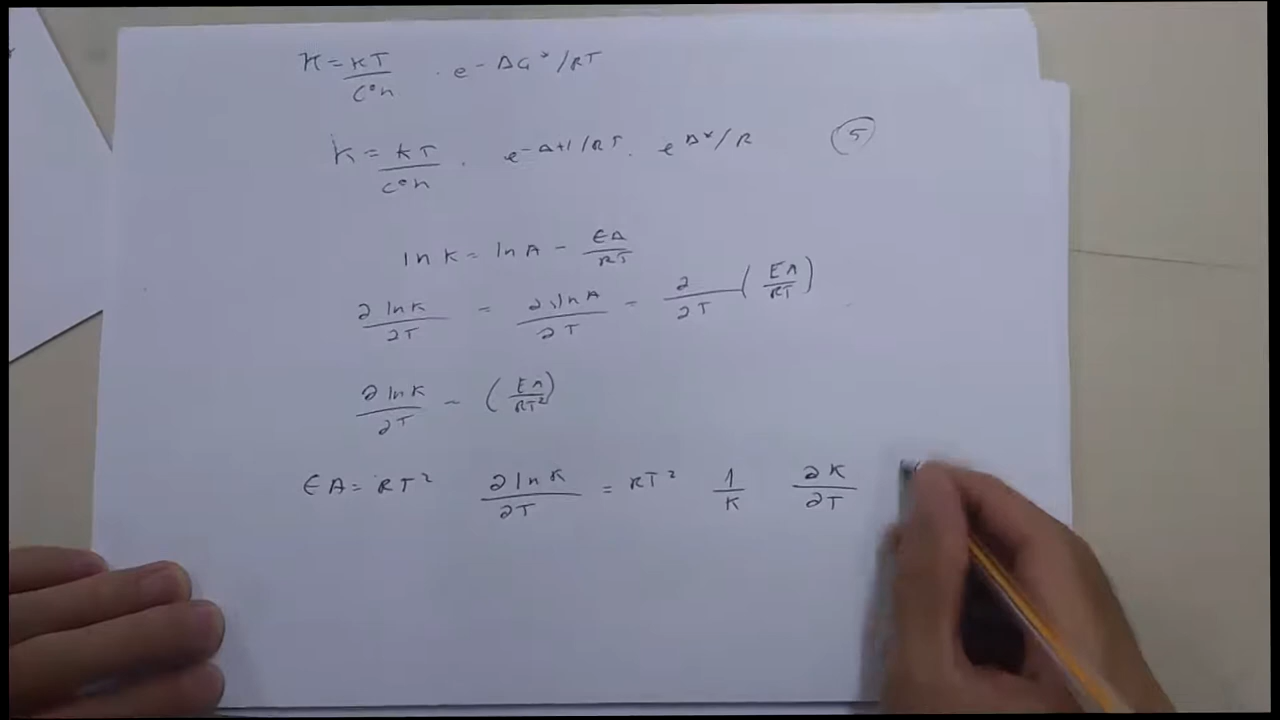 K = KT/C°h · e^-ΔG*/RT
K = KT/C°h · e^-ΔH/RT · e^Δ*/R (5)
ln K = ln A - EA/RT
∂ ln K/∂T = ∂ ln A/∂T - ∂/∂T (EA/RT)
∂ ln K/∂T - (EA/RT²)
EA = RT² ∂ ln K/∂T = RT² 1/K ∂K/∂T